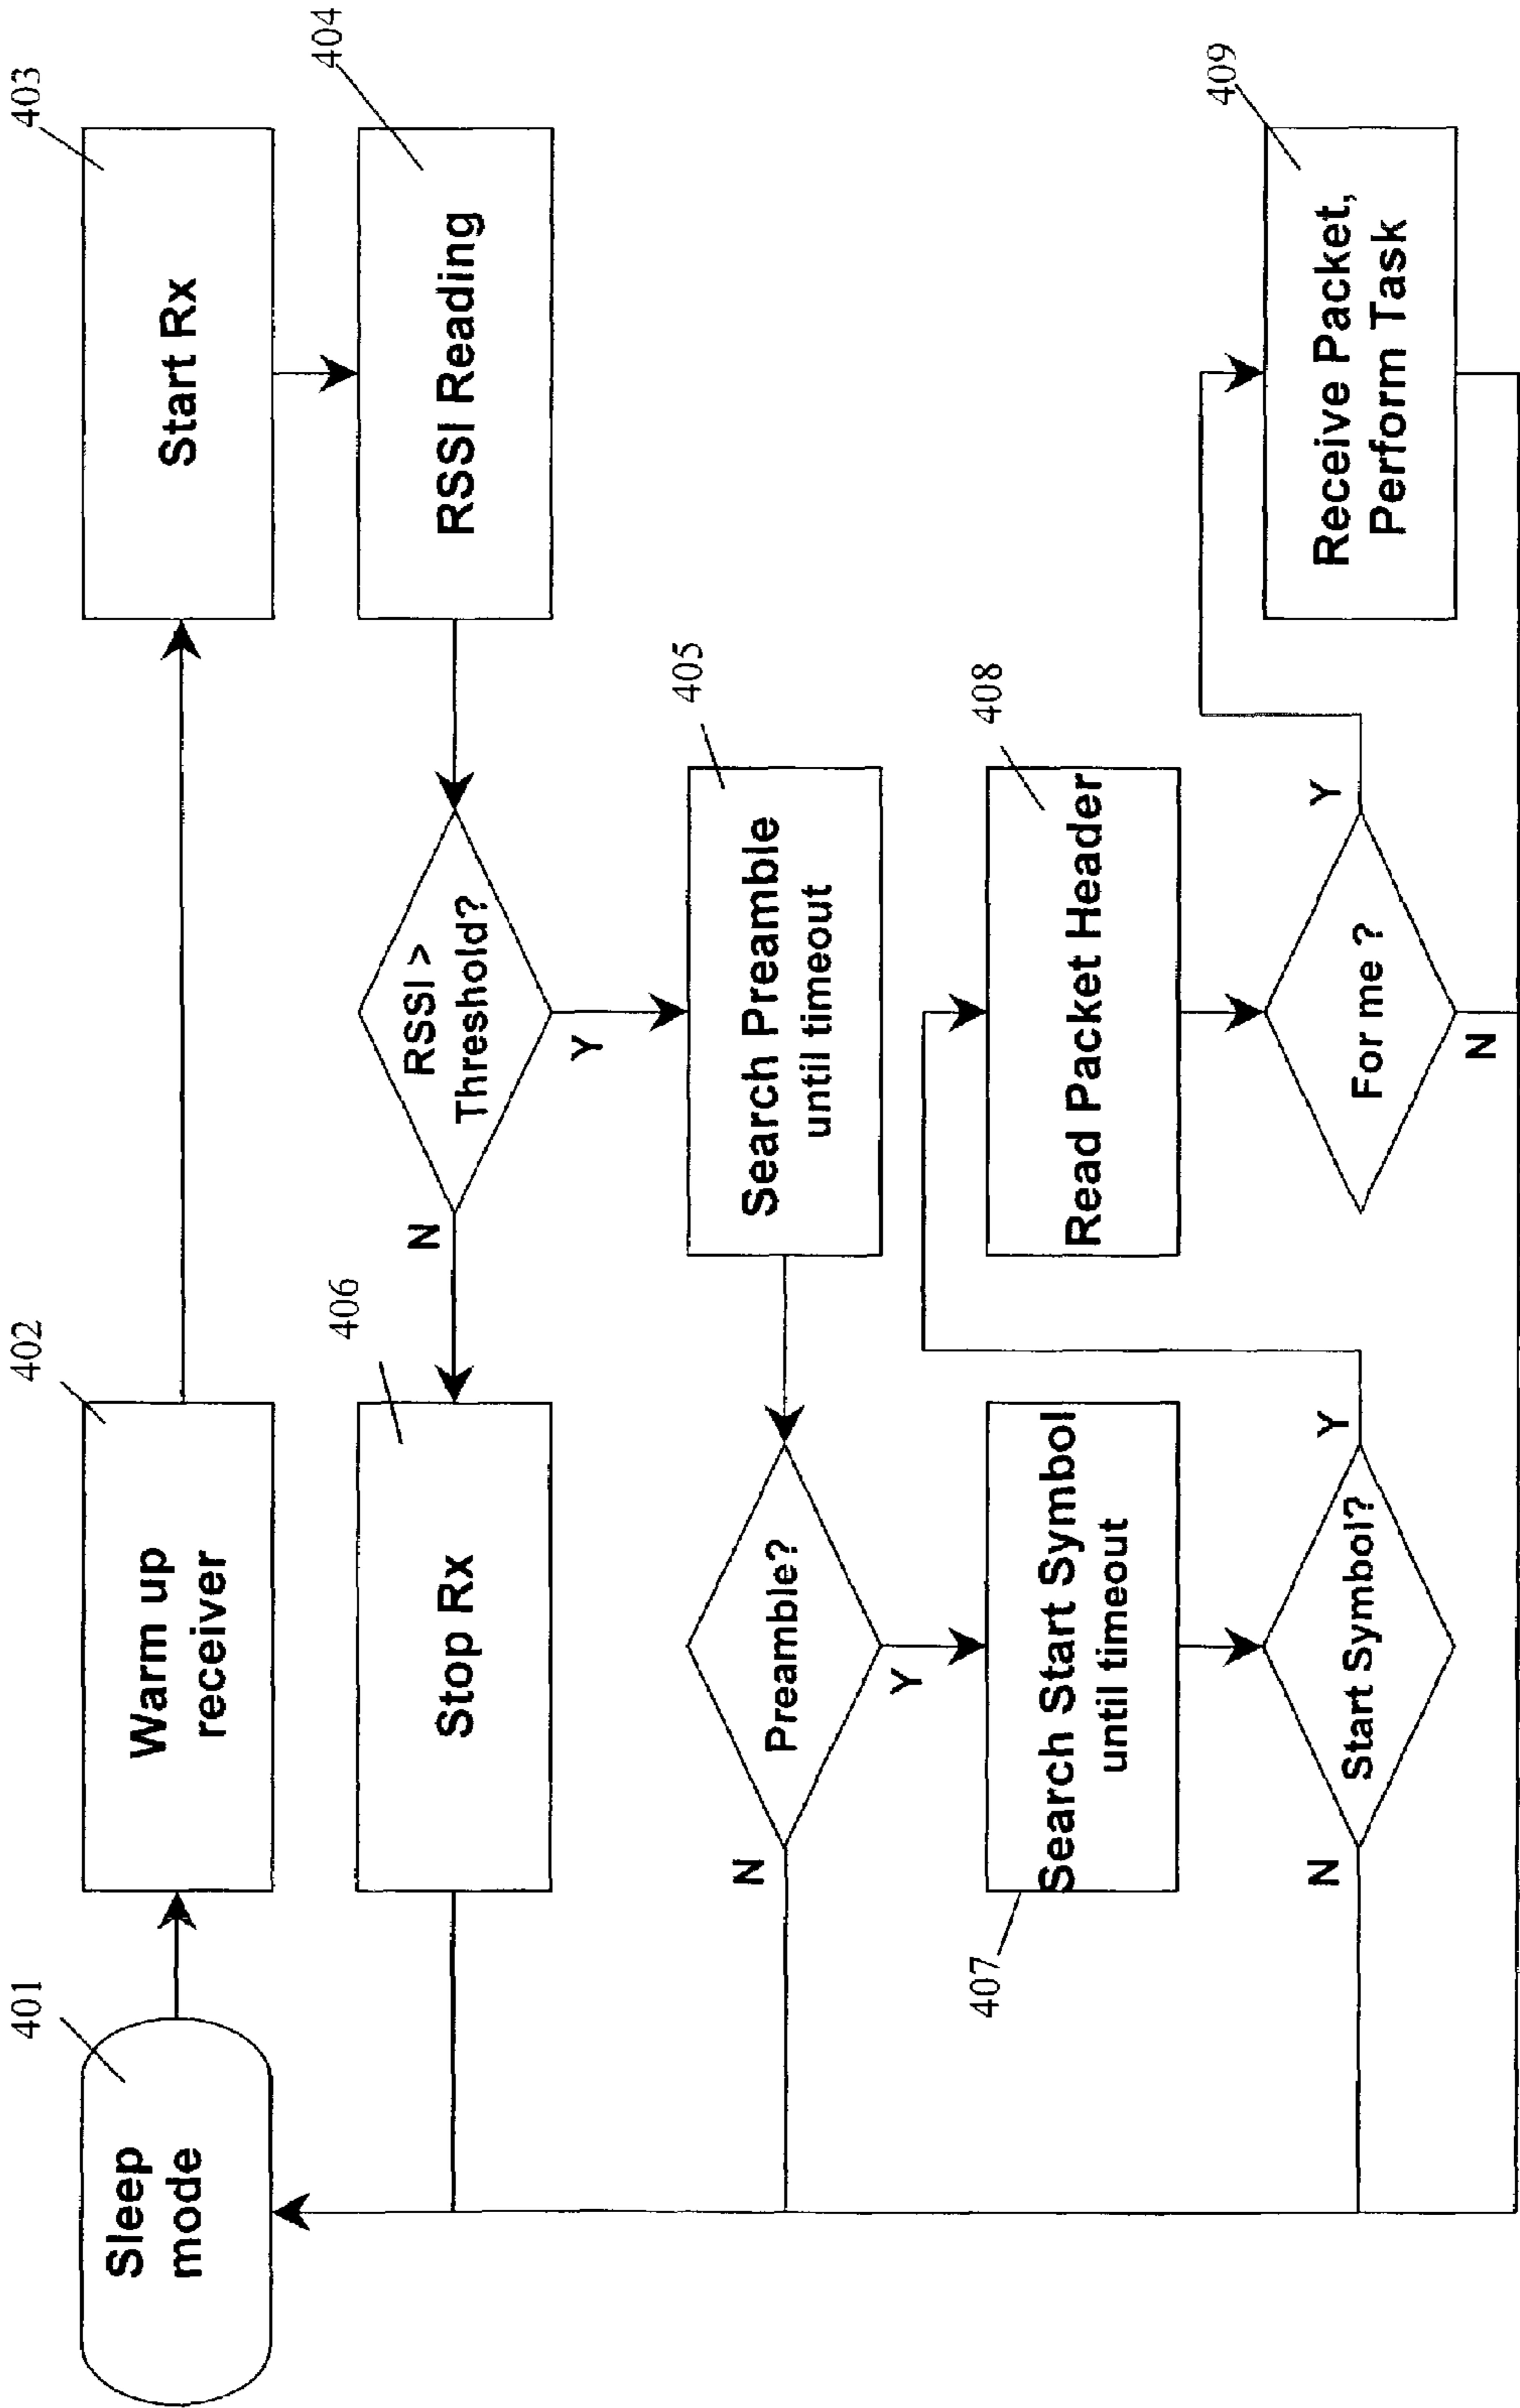 401
Sleep
mode
402
Warm up
receiver
403
Start Rx
404
RSSI Reading
RSSI >
Threshold?
N
Y
406
Stop Rx
405
Search Preamble
until timeout
Preamble?
N
Y
407
Search Start Symbol
until timeout
Start Symbol?
N
Y
408
Read Packet Header
For me ?
Y
N
409
Receive Packet,
Perform Task